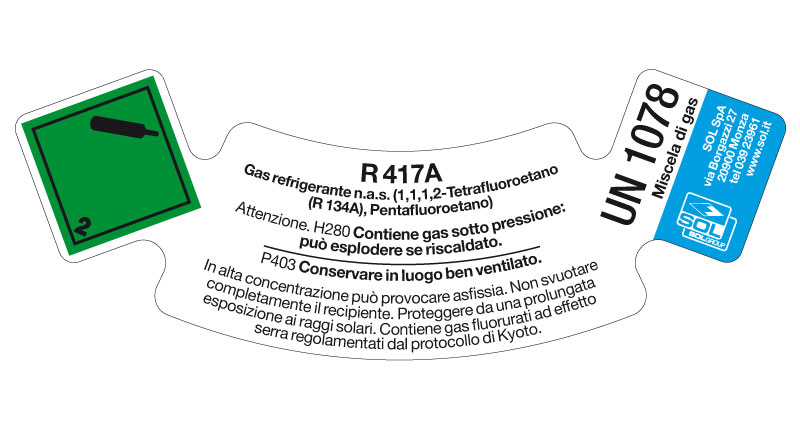 2
R 417A
Gas refrigerante n.a.s. (1,1,1,2-Tetrafluoroetano
(R 134A), Pentafluoroetano)
Attenzione. H280 Contiene gas sotto pressione:
può esplodere se riscaldato.
P403 Conservare in luogo ben ventilato.
In alta concentrazione può provocare asfissia. Non svuotare
completamente il recipiente. Proteggere da una prolungata
esposizione ai raggi solari. Contiene gas fluorurati ad effetto
serra regolamentati dal protocollo di Kyoto.
UN 1078
Miscela di gas
SOL SpA
via Borgazzi 27
20900 Monza
tel 039 23961
www.sol.it
SOL
SOLGROUP